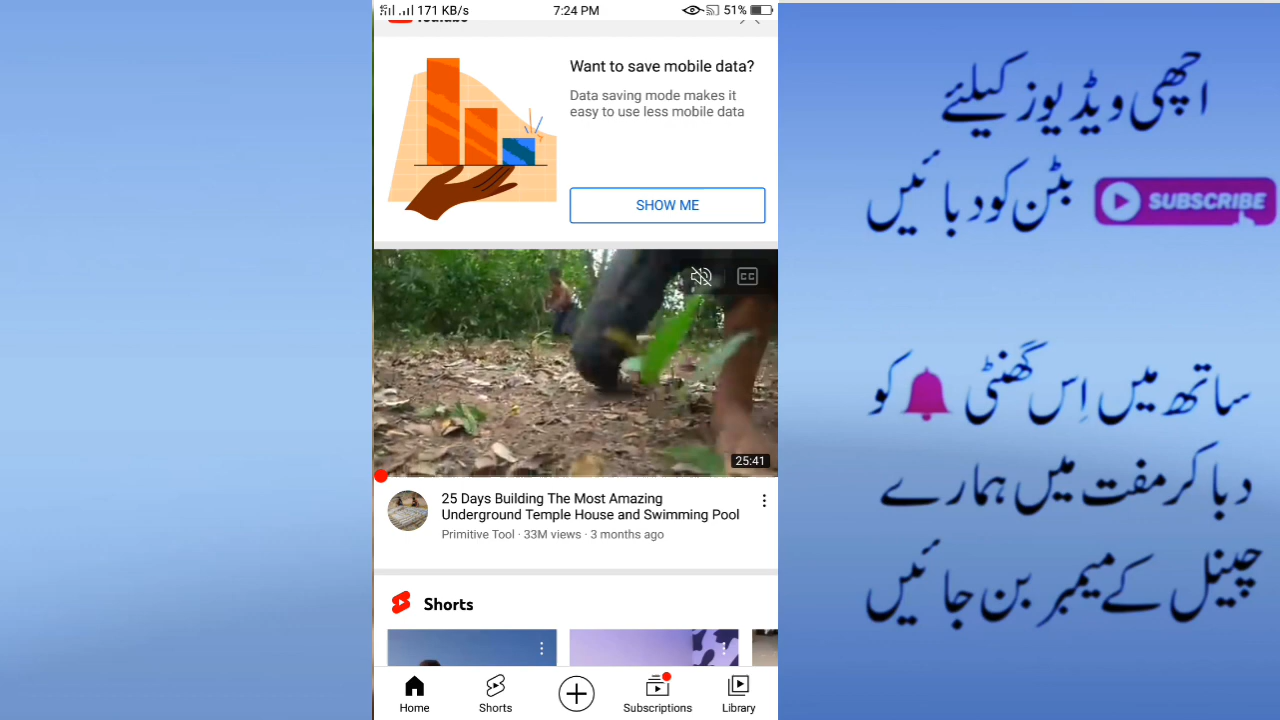 171 KB/s 7:24 PM 51%
YouTube
Want to save mobile data?
Data saving mode makes it
easy to use less mobile data
SHOW ME
CC
25:41
25 Days Building The Most Amazing
Underground Temple House and Swimming Pool
Primitive Tool · 33M views · 3 months ago
Shorts
Home Shorts Subscriptions Library
اچھی ویڈیوز کیلئے
SUBSCRIBE بٹن کو دبائیں
ساتھ میں اِس گھنٹی کو
دبا کر مفت میں ہمارے
چینل کے میمبر بن جائیں